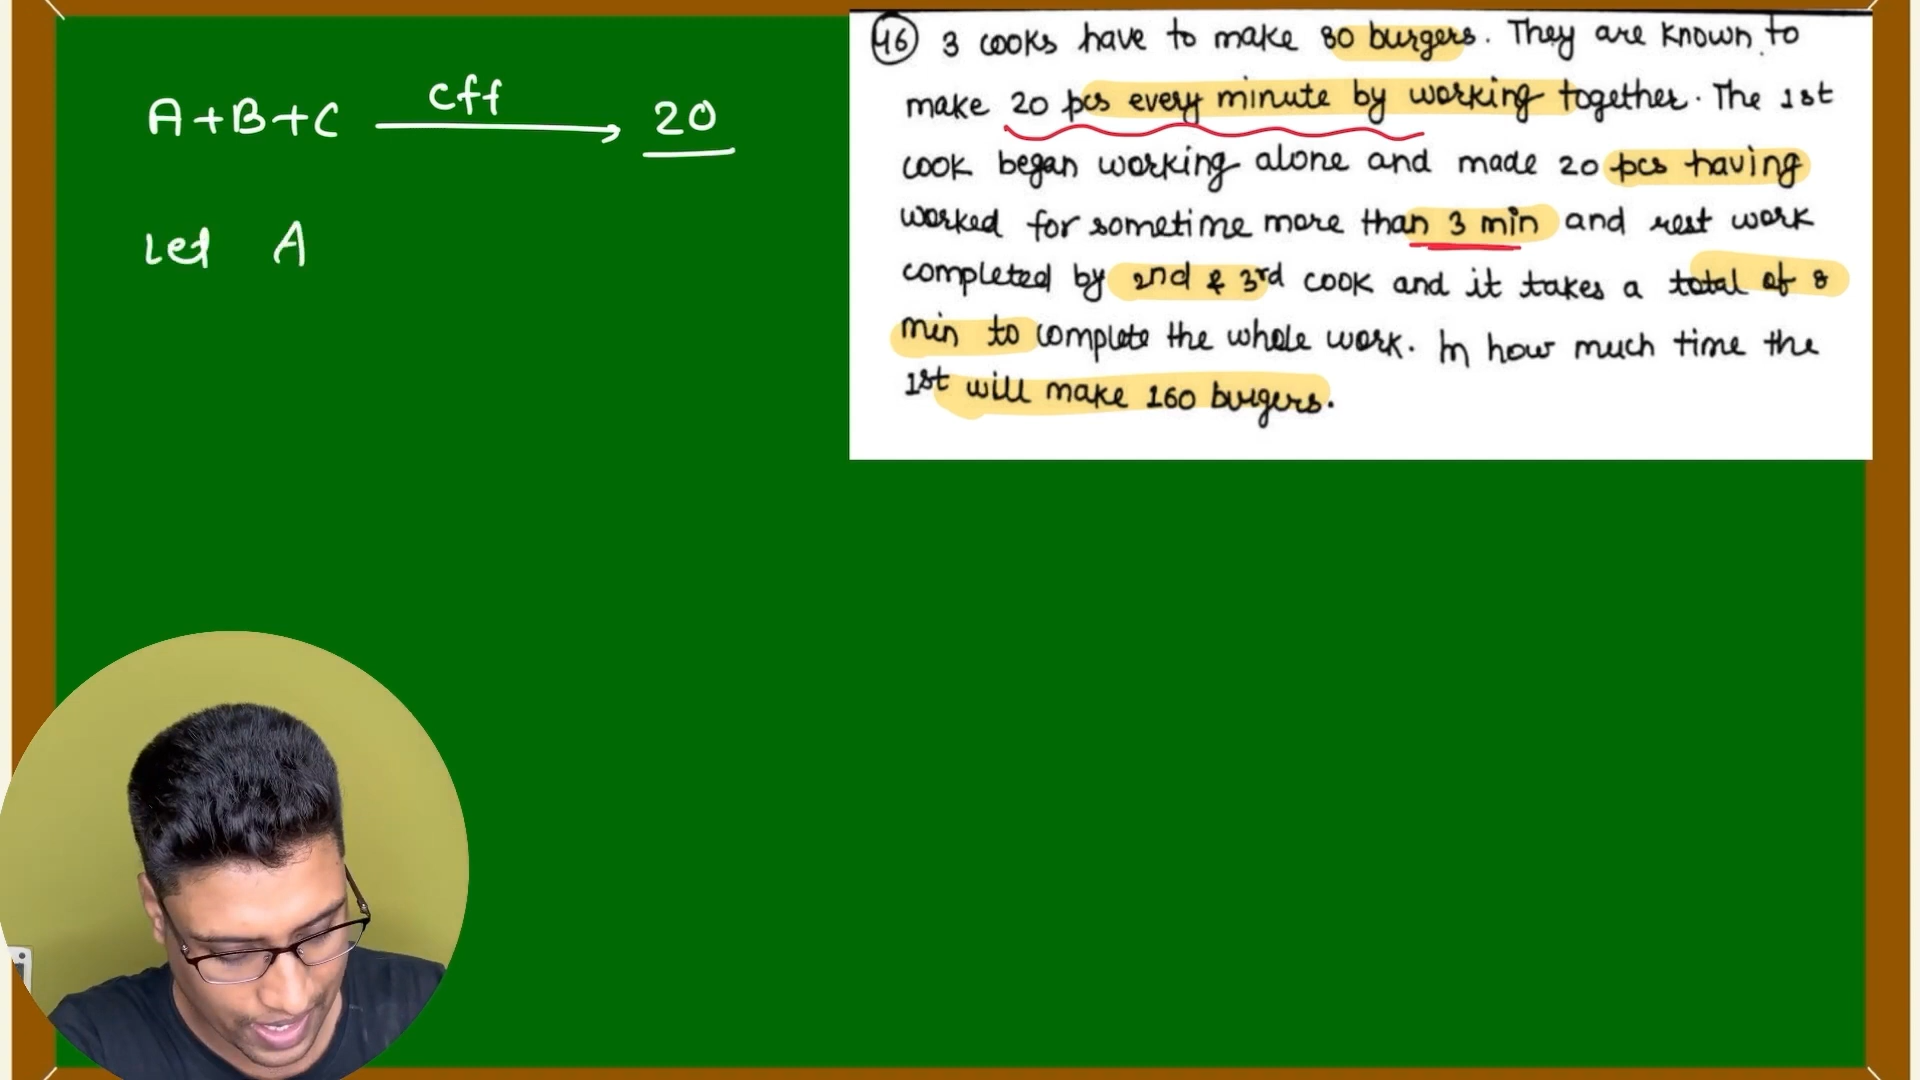 A+B+C eff 20
Let A
46 3 cooks have to make 80 burgers. They are known to
make 20 pcs every minute by working together. The 1st
cook began working alone and made 20 pcs having
worked for sometime more than 3 min and rest work
completed by 2nd & 3rd cook and it takes a total of 8
min to complete the whole work. In how much time the
1st will make 160 burgers.